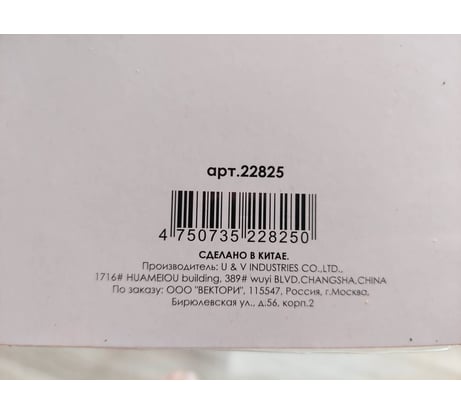 арт.22825
4 750735 228250
СДЕЛАНО В КИТАЕ.
Производитель: U & V INDUSTRIES CO.,LTD.,
1716# HUAMEIOU building, 389# wuyi BLVD.CHANGSHA,CHINA
По заказу: ООО "ВЕКТОРИ", 115547, Россия, г.Москва,
Бирюлевская ул., д:56, корп.2